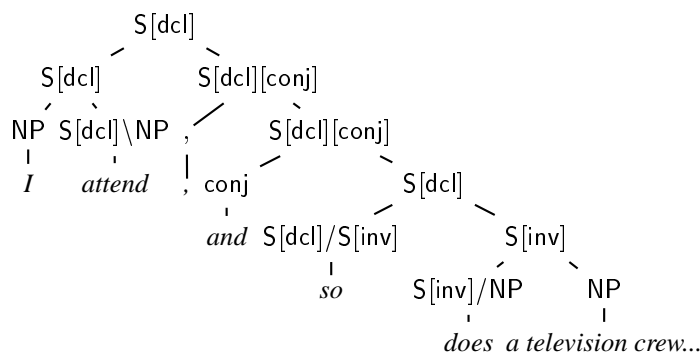 S[dcl]
S[dcl] S[dcl][conj]
NP S[dcl]\NP , S[dcl][conj]
I attend , conj S[dcl]
and S[dcl]/S[inv] S[inv]
so S[inv]/NP NP
does a television crew...